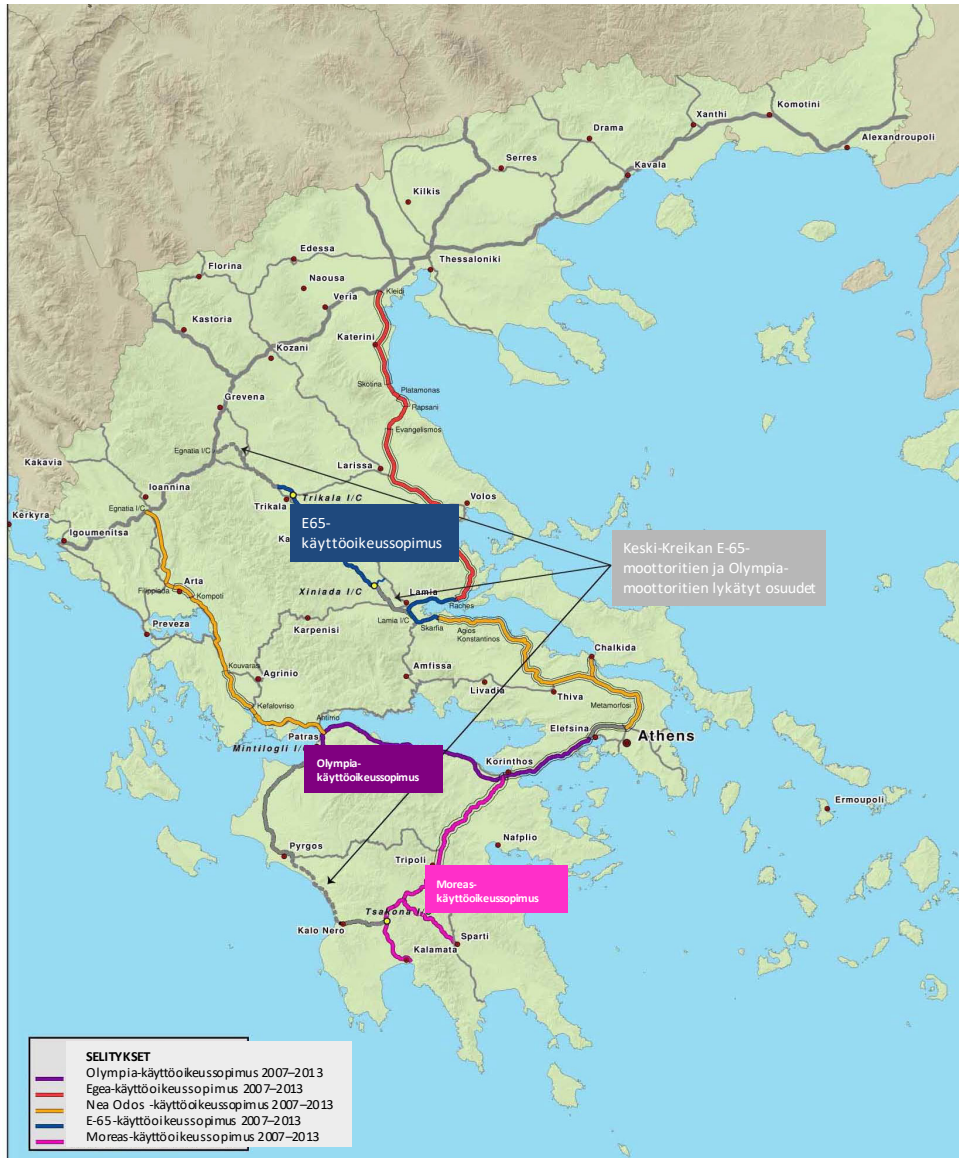 Komotini
Xanthi
Drama
Alexandroupoli
Serres
Kavala
Kilkis
Edessa
Thessaloniki
Florina
Naousa
Veria
Kleidi
Kastoria
Katerini
Kozani
Skotina
Platamonas
Rapsani
Grevena
Evangelismos
Egnatia I/C
Kakavia
Larissa
Ioannina
Trikala I/C
Trikala
Volos
Kerkyra
Egnatia I/C
E65-
käyttöoikeussopimus
Ka
Igoumenitsa
Keski-Kreikan E-65-
moottoritien ja Olympia-
moottoritien lykätyt osuudet
Arta
Filippiada
Kompoti
Xiniada I/C
Lamia
Raches
Preveza
Karpenisi
Lamia I/C
Skarfia
Agios
Konstantinos
Chalkida
Kouvaras
Agrinio
Amfissa
Livadia
Thiva
Metamorfosi
Kefalovriso
Antirrio
Elefsina
Athens
Patras
Mintilogli I/
Olympia-
käyttöoikeussopimus
Korinthos
Ermoupoli
Pyrgos
Nafplio
Tripoli
Moreas-
käyttöoikeussopimus
Tsakona I/
Kalo Nero
Sparti
Kalamata
SELITYKSET
Olympia-käyttöoikeussopimus 2007–2013
Egea-käyttöoikeussopimus 2007–2013
Nea Odos -käyttöoikeussopimus 2007–2013
E-65-käyttöoikeussopimus 2007–2013
Moreas-käyttöoikeussopimus 2007–2013